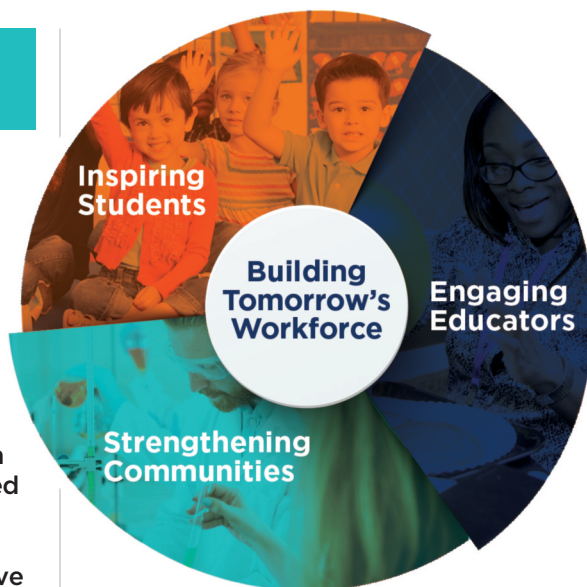 Inspiring
Students
Building
Tomorrow's
Workforce
Engaging
Educators
Strengthening
Communities